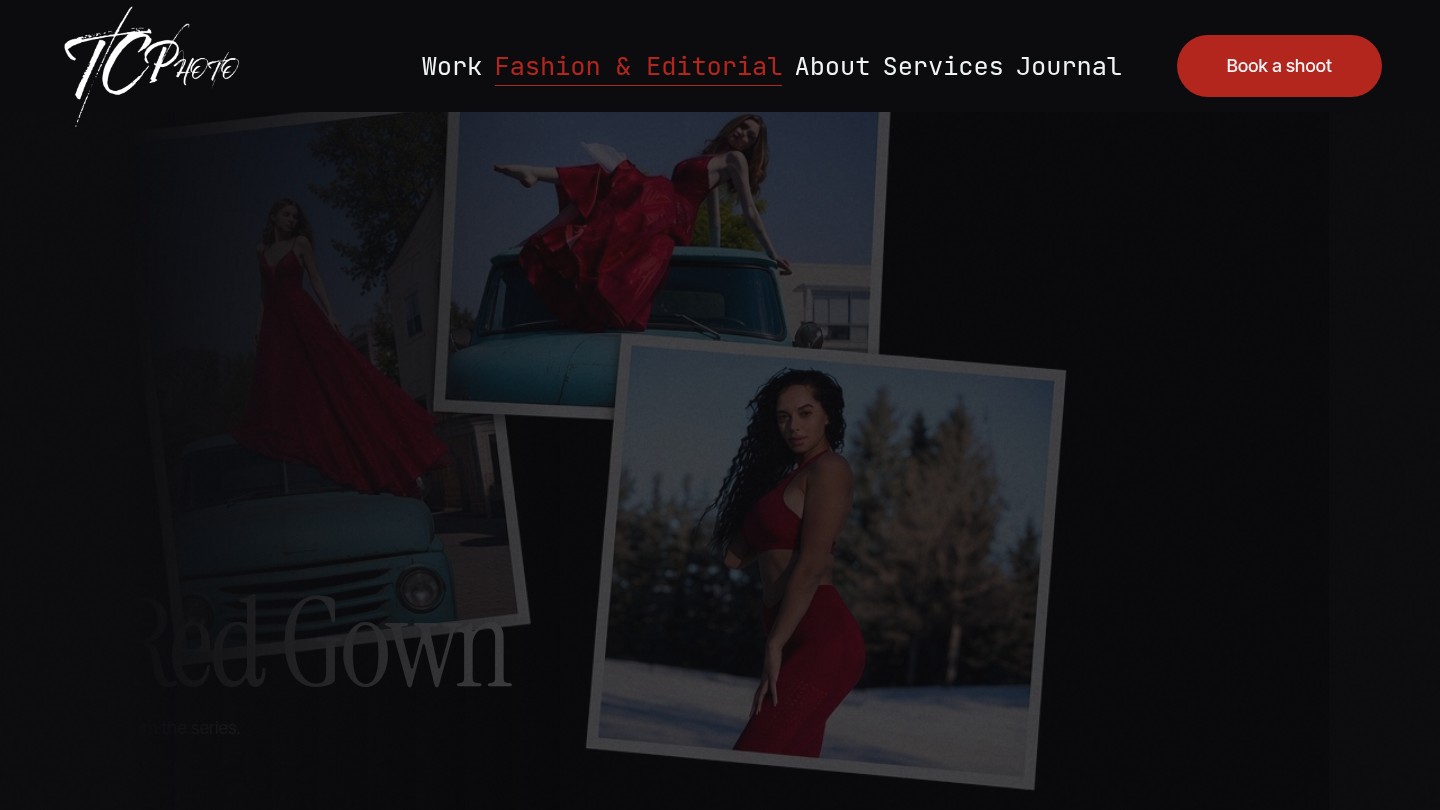 TCPHOTO
Work Fashion & Editorial About Services Journal
Book a shoot
Red Gown
the series.